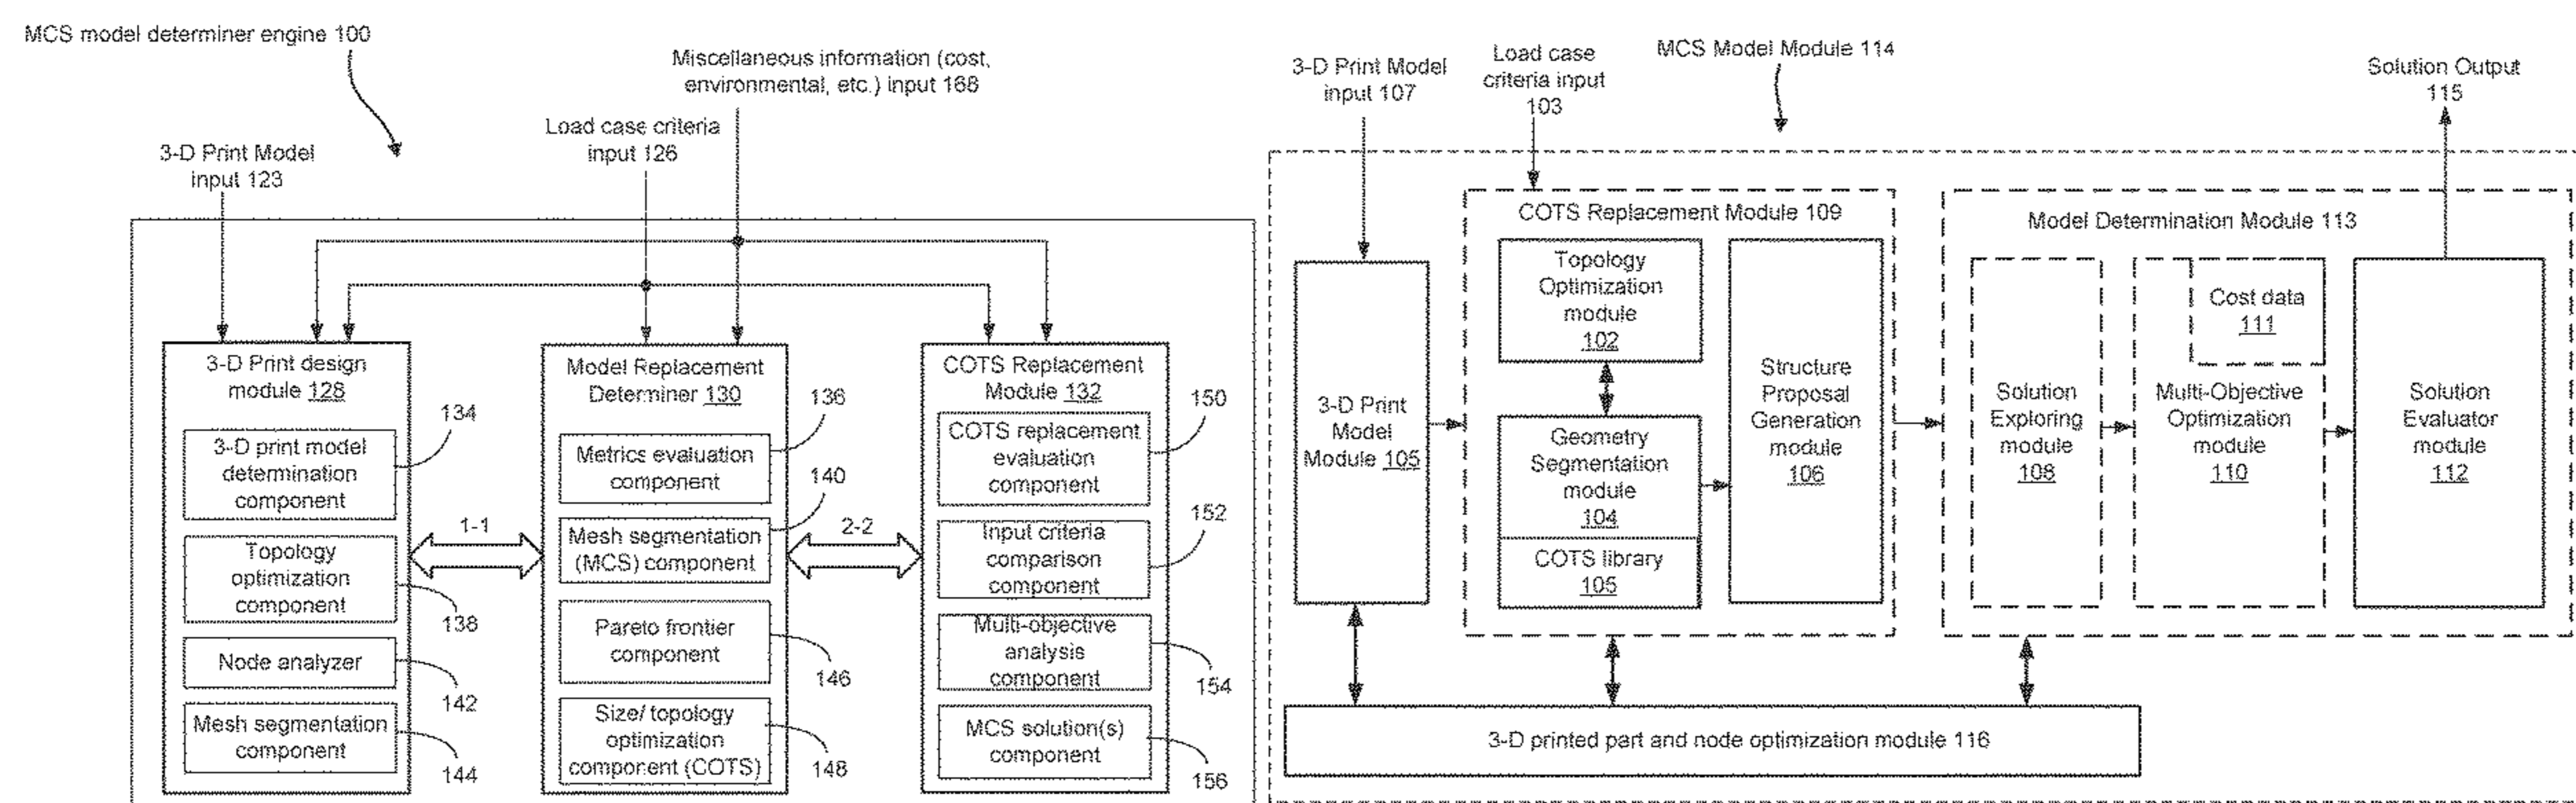 MCS model determiner engine 100
Miscellaneous information (cost,
environmental, etc.) input 168
Load case criteria
input 126
3-D Print Model
input 123
3-D Print design
module 128
3-D print model
determination
component
134
Topology
optimization
component
138
Node analyzer
142
Mesh segmentation
component
144
1-1
Model Replacement
Determiner 130
136
Metrics evaluation
component
140
Mesh segmentation
(MCS) component
Pareto frontier
component
146
Size/ topology
optimization
component (COTS)
148
2-2
COTS Replacement
Module 132
150
COTS replacement
evaluation
component
152
Input criteria
comparison
component
Multi-objective
analysis
component
154
MCS solution(s)
component
156
3-D Print Model
input 107
Load case
criteria input
103
MCS Model Module 114
Solution Output
115
3-D Print
Model
Module 105
COTS Replacement Module 109
Topology
Optimization
module
102
Geometry
Segmentation
module
104
COTS library
105
Structure
Proposal
Generation
module
106
Model Determination Module 113
Solution
Exploring
module
108
Cost data
111
Multi-Objective
Optimization
module
110
Solution
Evaluator
module
112
3-D printed part and node optimization module 116